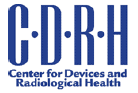 C·D·R·H
Center for Devices and
Radiological Health